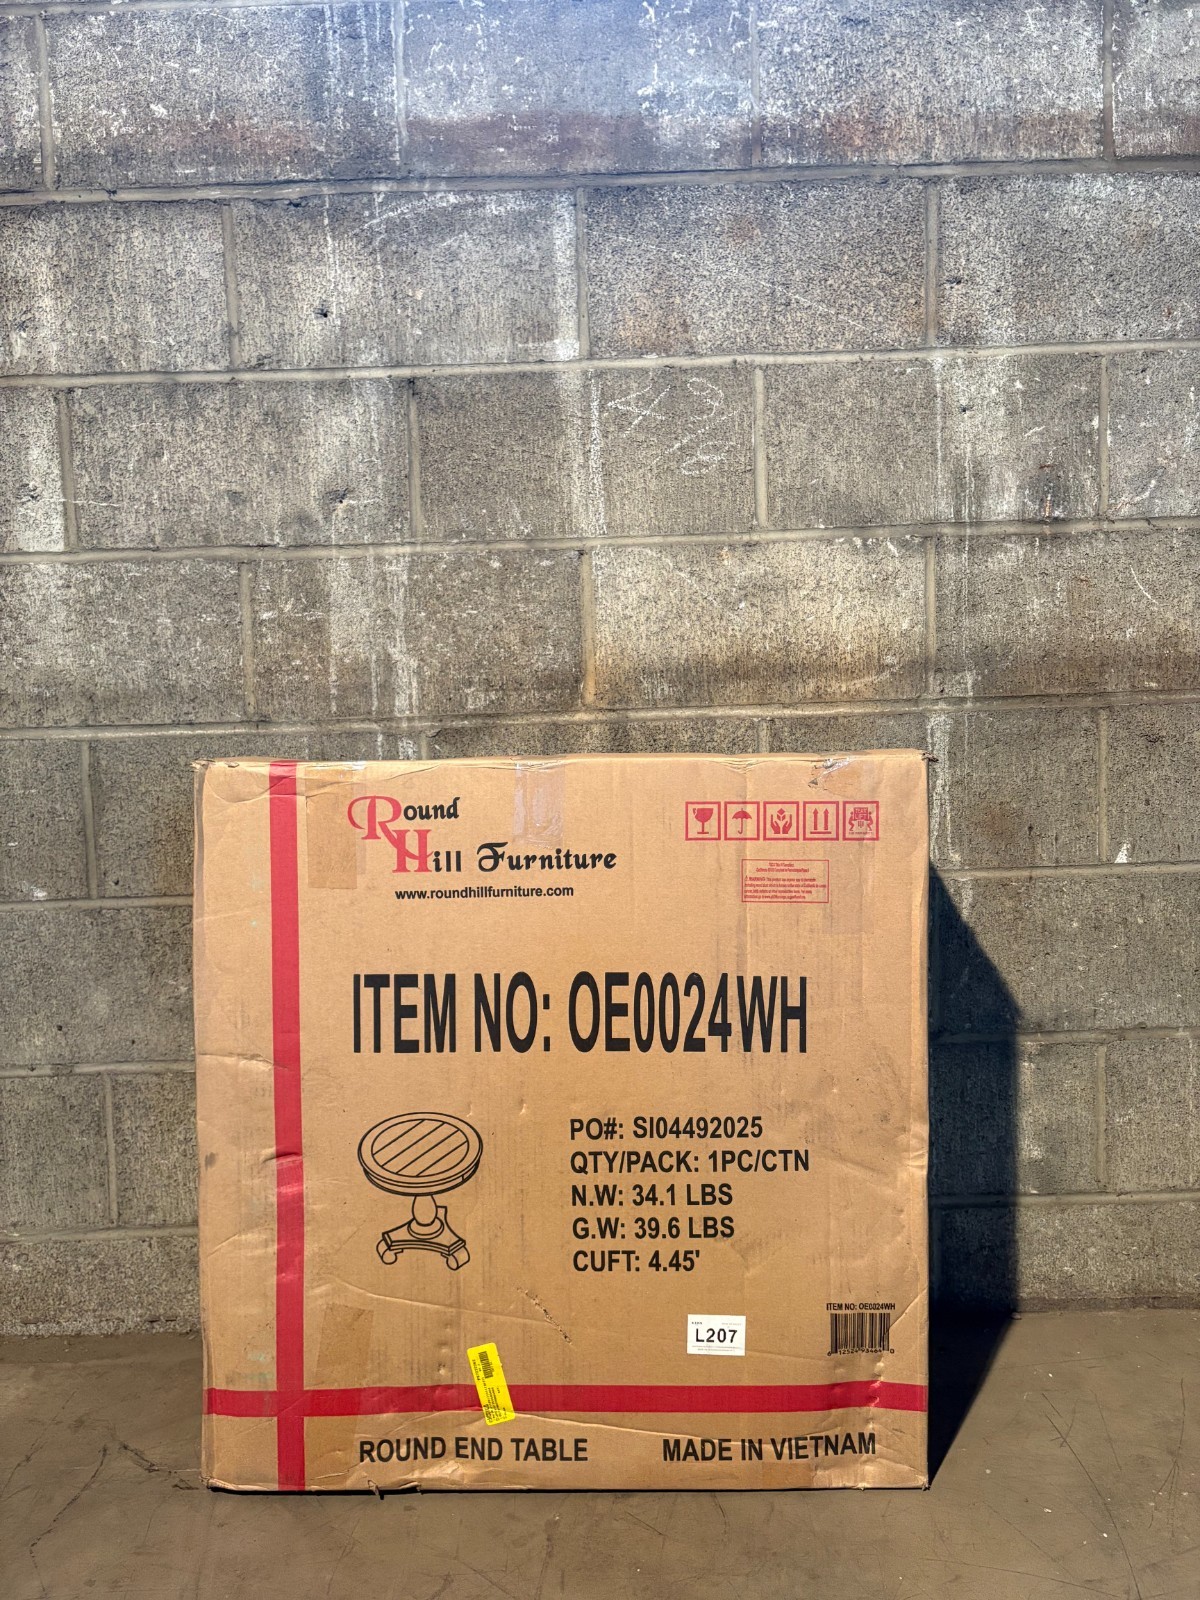 Round
Hill Furniture
www.roundhillfurniture.com
ITEM NO: OE0024WH
PO#: SI04492025
QTY/PACK: 1PC/CTN
N.W: 34.1 LBS
G.W: 39.6 LBS
CUFT: 4.45'
ITEM NO: OE0024WH
L207
ROUND END TABLE
MADE IN VIETNAM